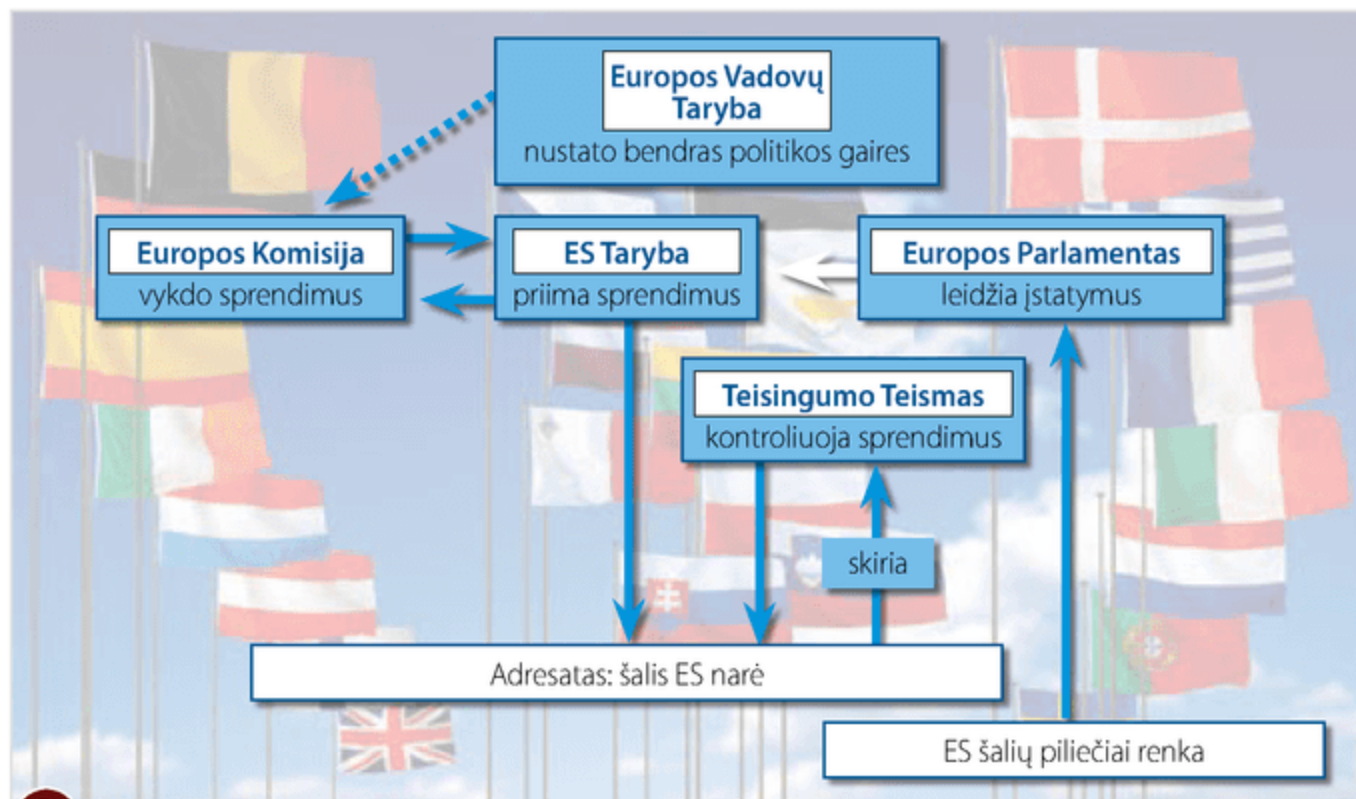 Europos Vadovų
Taryba
nustato bendras politikos gaires
Europos Komisija
vykdo sprendimus
ES Taryba
priima sprendimus
Europos Parlamentas
leidžia įstatymus
Teisingumo Teismas
kontroliuoja sprendimus
skiria
Adresatas: šalis ES narė
ES šalių piliečiai renka